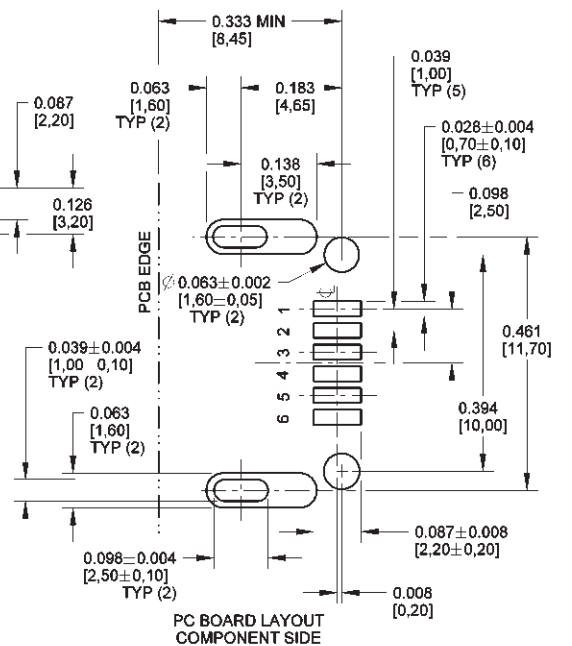 0.333 MIN
[8,45]
0.039
[1,00]
TYP (5)
0.063
[1,60]
TYP (2)
0.183
[4,65]
0.087
[2,20]
0.028±0.004
[0,70±0,10]
TYP (6)
0.138
[3,50]
TYP (2)
0.098
[2,50]
0.126
[3,20]
PCB EDGE
Ø 0.063±0.002
[1,60±0,05]
TYP (2)
1
2
3
4
5
6
0.461
[11,70]
0.039±0.004
[1,00 0,10]
TYP (2)
0.394
[10,00]
0.063
[1,60]
TYP (2)
0.087±0.008
[2,20±0,20]
0.098±0.004
[2,50±0,10]
TYP (2)
0.008
[0,20]
PC BOARD LAYOUT
COMPONENT SIDE